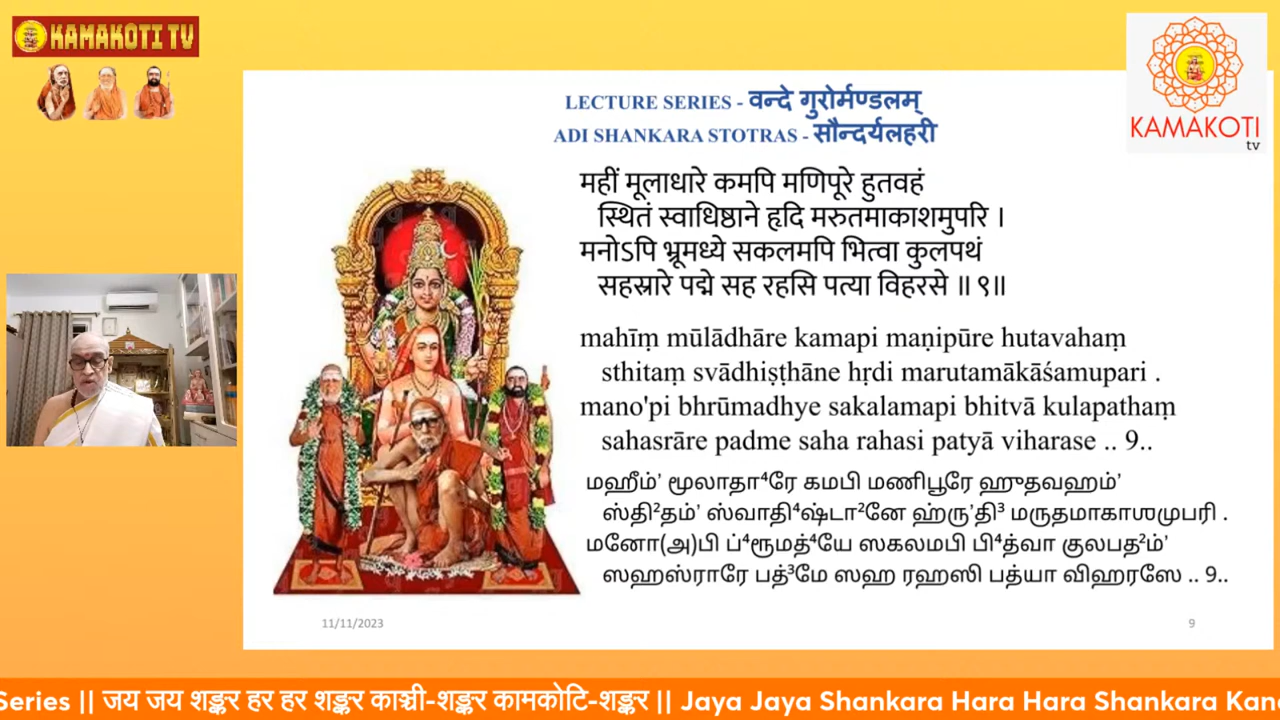 KAMAKOTI TV
KAMAKOTI
tv
LECTURE SERIES - वन्दे गुरोर्मण्डलम्
ADI SHANKARA STOTRAS - सौन्दर्यलहरी
महीं मूलाधारे कमपि मणिपूरे हुतवहं
स्थितं स्वाधिष्ठाने हृदि मरुतमाकाशमुपरि ।
मनोऽपि भ्रूमध्ये सकलमपि भित्वा कुलपथं
सहस्रारे पद्मे सह रहसि पत्या विहरसे ॥ ९॥
mahīṃ mūlādhāre kamapi maṇipūre hutavahaṃ
sthitaṃ svādhiṣṭhāne hṛdi marutamākāśamupari .
mano'pi bhrūmadhye sakalamapi bhitvā kulapathaṃ
sahasrāre padme saha rahasi patyā viharase .. 9..
மஹீம்ʼ மூலாதா⁴ரே கமபி மணிபூரே ஹுதவஹம்ʼ
ஸ்தி²தம்ʼ ஸ்வாதி⁴ஷ்டா²னே ஹ்ருʼதி³ மருதமாகாஶமுபரி .
மனோ(அ)பி ப்⁴ரூமத்⁴யே ஸகலமபி பி⁴த்வா குலபத²ம்ʼ
ஸஹஸ்ராரே பத்³மே ஸஹ ரஹஸி பத்யா விஹரஸே .. 9..
11/11/2023
9
Series || जय जय शङ्कर हर हर शङ्कर काञ्ची-शङ्कर कामकोटि-शङ्कर || Jaya Jaya Shankara Hara Hara Shankara